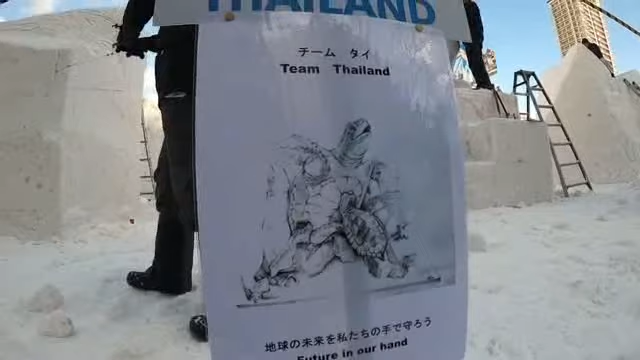 THAILAND
チーム　タイ
Team Thailand
地球の未来を私たちの手で守ろう
Future in our hand